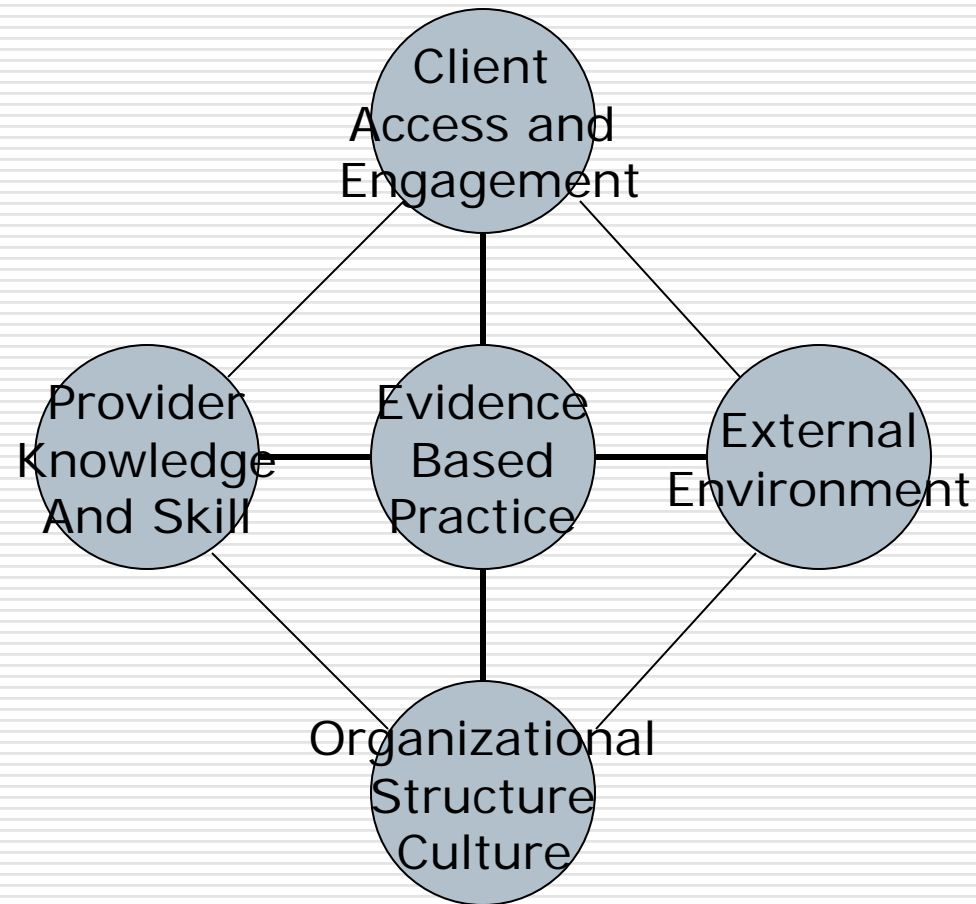 Client
Access and
Engagement
Provider
Knowledge
And Skill
Evidence
Based
Practice
External
Environment
Organizational
Structure
Culture